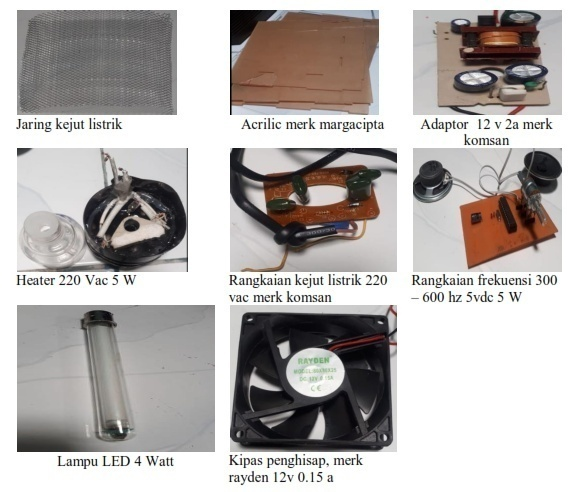 Jaring kejut listrik
Acrilic merk margacipta
Adaptor 12 v 2a merk
komsan
Heater 220 Vac 5 W
Rangkaian kejut listrik 220
vac merk komsan
Rangkaian frekuensi 300
– 600 hz 5vdc 5 W
RAYDEN
CE
Lampu LED 4 Watt
Kipas penghisap, merk
rayden 12v 0.15 a